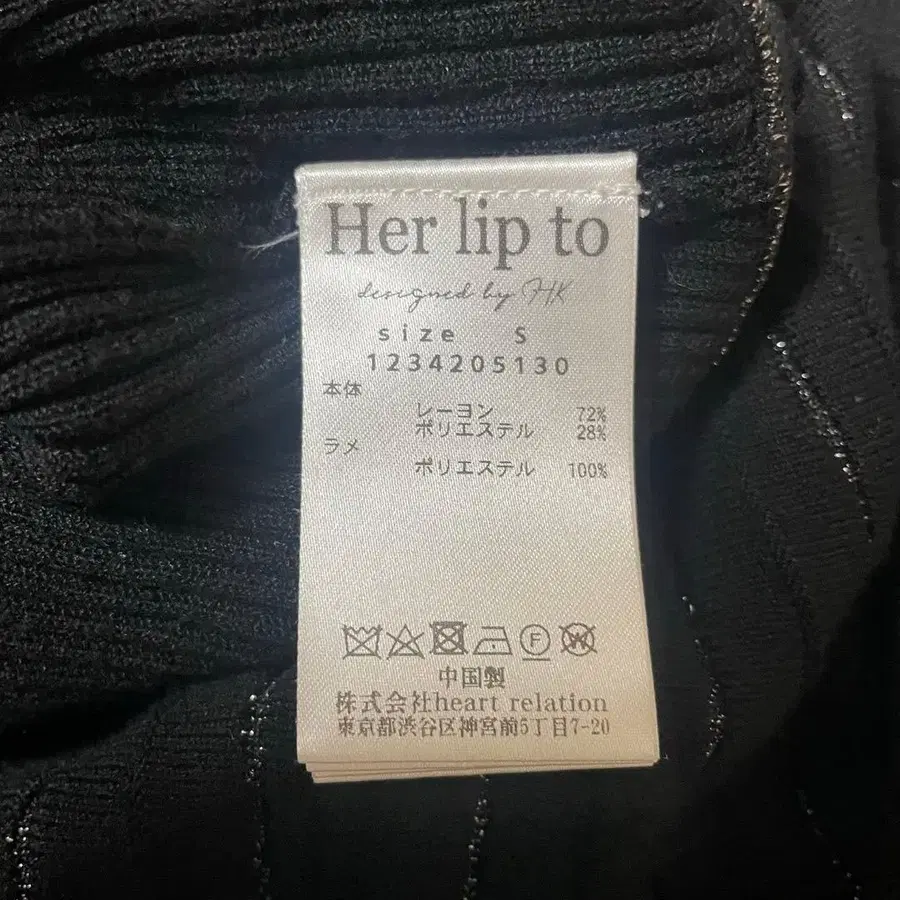 Her lip to
designed by HK
size S
1234205130
本体
レーヨン 72%
ポリエステル 28%
ラメ
ポリエステル 100%
F W
中国製
株式会社heart relation
東京都渋谷区神宮前5丁目7-20